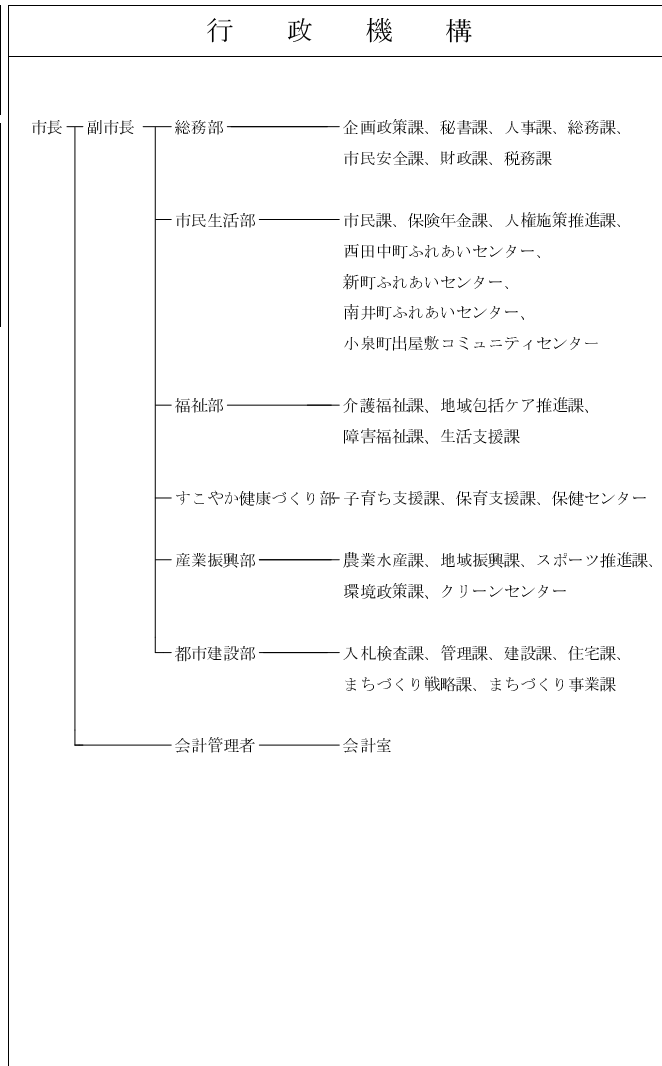 行政機構
市長 副市長 総務部 企画政策課、秘書課、人事課、総務課、
市民安全課、財政課、税務課
市民生活部 市民課、保険年金課、人権施策推進課、
西田中町ふれあいセンター、
新町ふれあいセンター、
南井町ふれあいセンター、
小泉町出屋敷コミュニティセンター
福祉部 介護福祉課、地域包括ケア推進課、
障害福祉課、生活支援課
すこやか健康づくり部 子育ち支援課、保育支援課、保健センター
産業振興部 農業水産課、地域振興課、スポーツ推進課、
環境政策課、クリーンセンター
都市建設部 入札検査課、管理課、建設課、住宅課、
まちづくり戦略課、まちづくり事業課
会計管理者 会計室